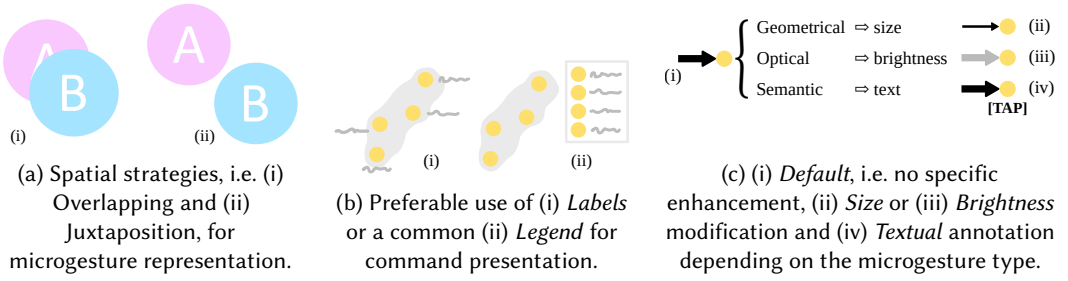 A
B
(i)
A
B
(ii)
(a) Spatial strategies, i.e. (i)
Overlapping and (ii)
Juxtaposition, for
microgesture representation.
(i)
(ii)
(b) Preferable use of (i) Labels
or a common (ii) Legend for
command presentation.
(i)
Geometrical ⇨ size
Optical ⇨ brightness
Semantic ⇨ text
(ii)
(iii)
(iv)
[TAP]
(c) (i) Default, i.e. no specific
enhancement, (ii) Size or (iii) Brightness
modification and (iv) Textual annotation
depending on the microgesture type.